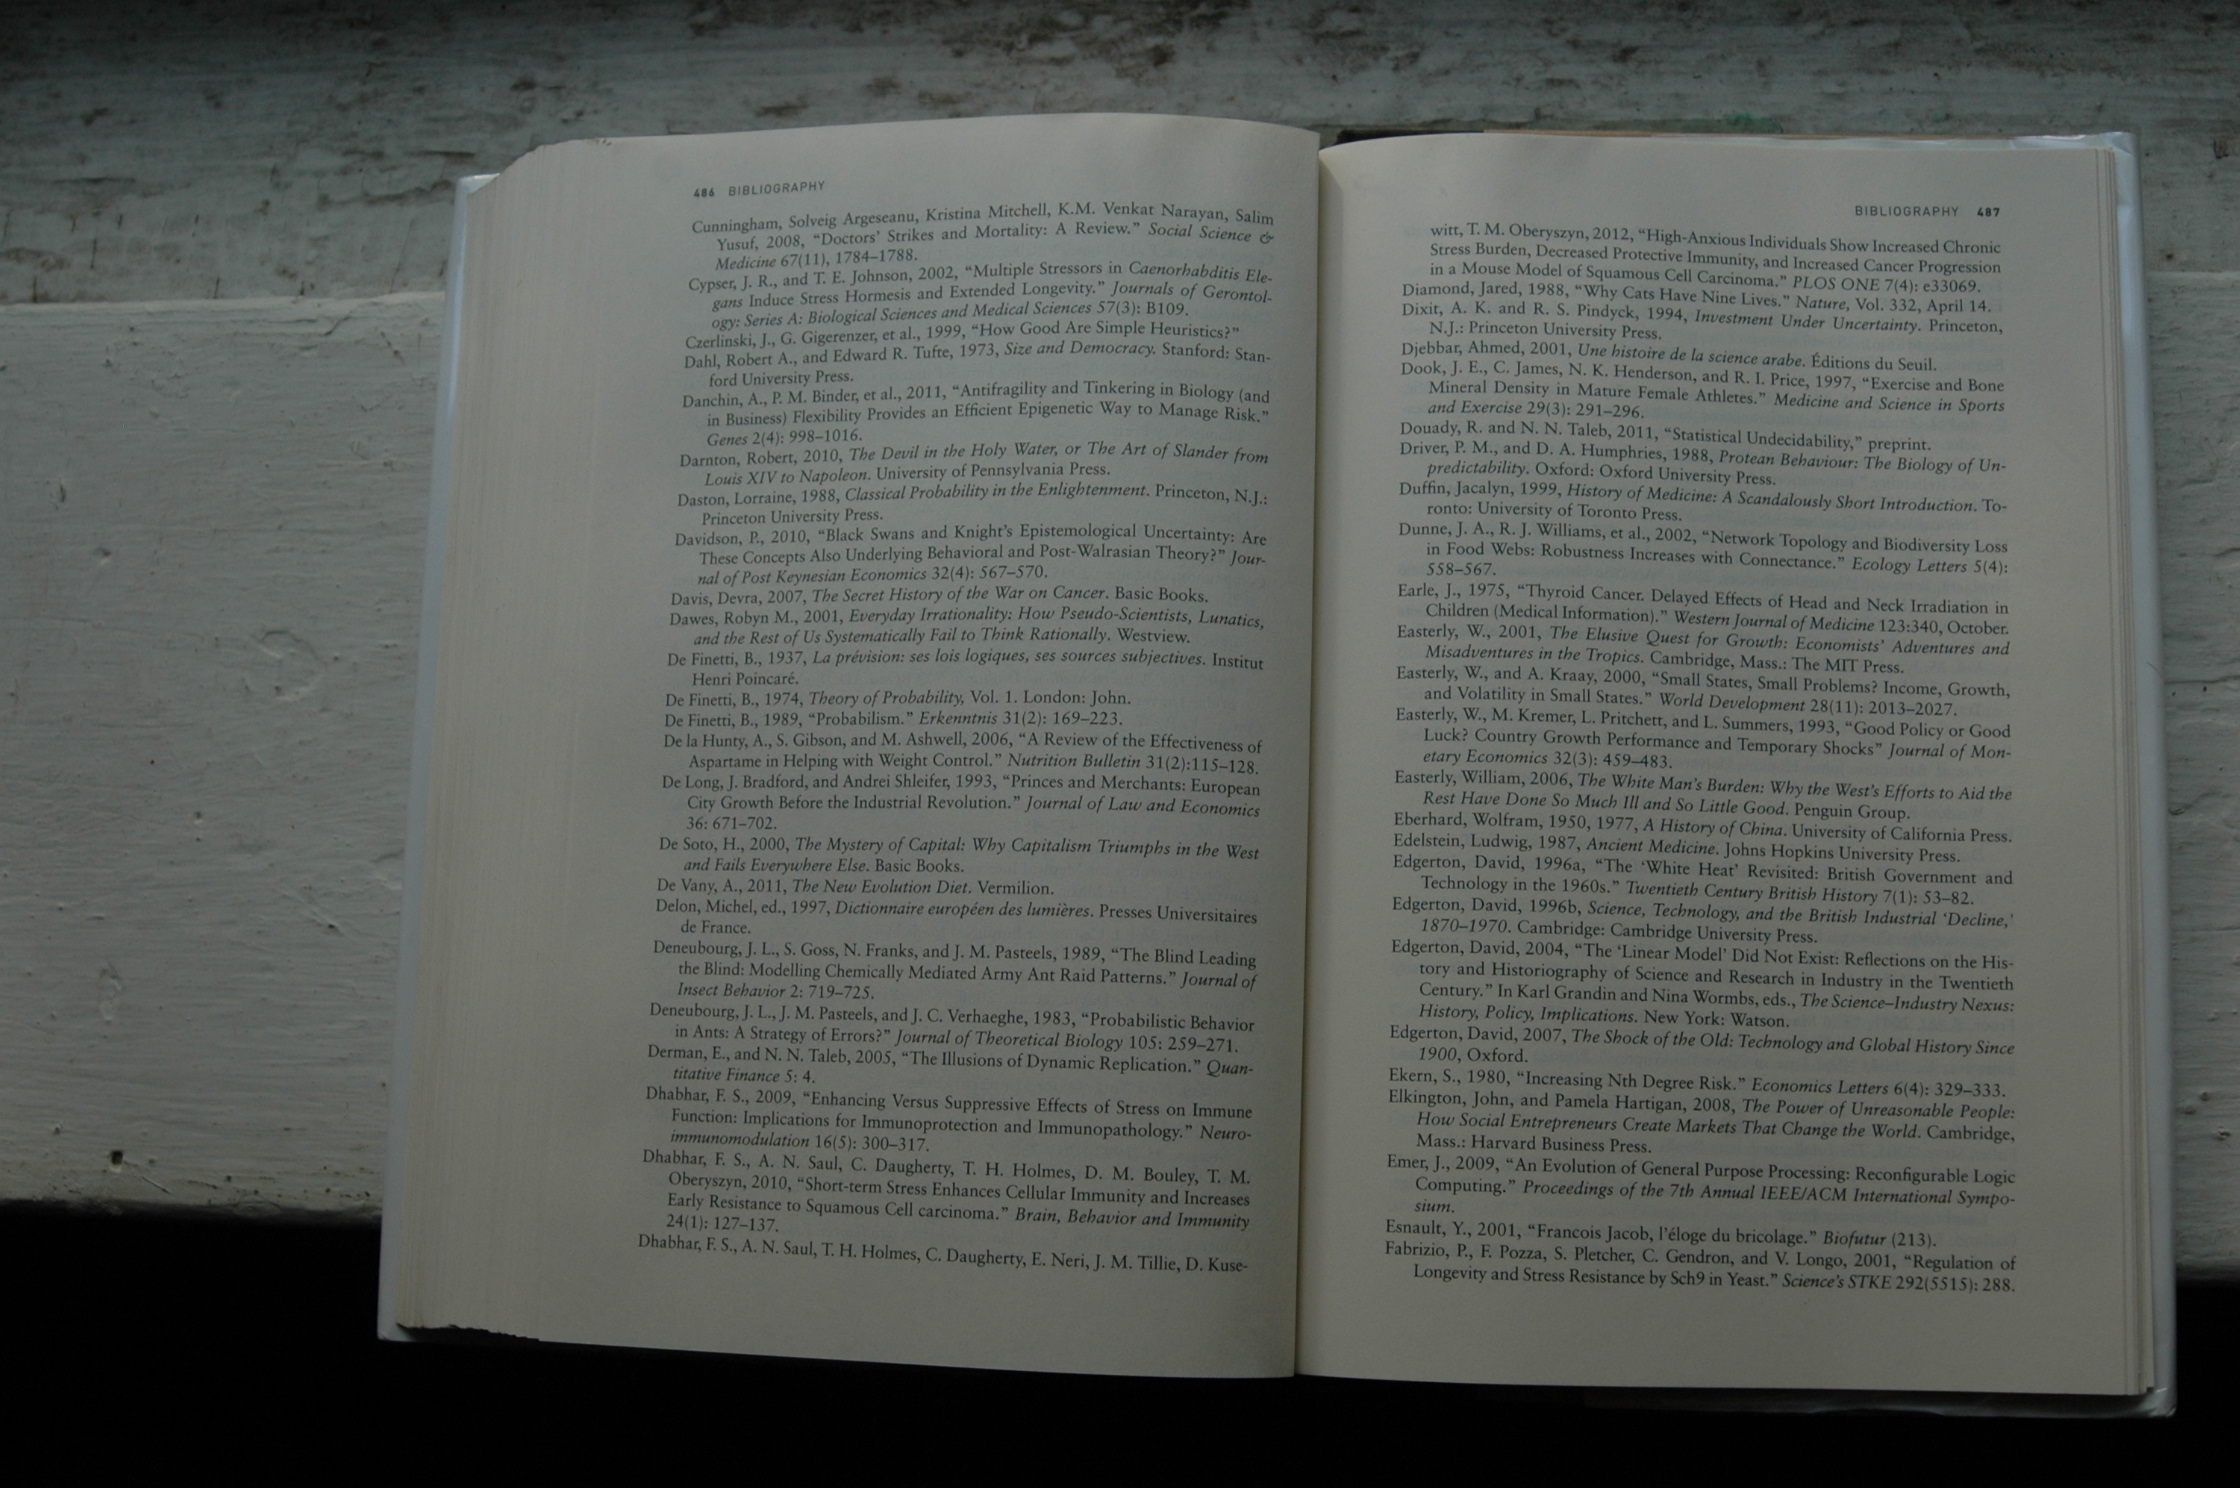 486 BIBLIOGRAPHY
Cunningham, Solveig Argeseanu, Kristina Mitchell, K.M. Venkat Narayan, Salim
Yusuf, 2008, “Doctors’ Strikes and Mortality: A Review.” Social Science &
Medicine 67(11), 1784–1788.
Cypser, J. R., and T. E. Johnson, 2002, “Multiple Stressors in Caenorhabditis Ele-
gans Induce Stress Hormesis and Extended Longevity.” Journals of Gerontol-
ogy: Series A: Biological Sciences and Medical Sciences 57(3): B109.
Czerlinski, J., G. Gigerenzer, et al., 1999, “How Good Are Simple Heuristics?”
Dahl, Robert A., and Edward R. Tufte, 1973, Size and Democracy. Stanford: Stan-
ford University Press.
Danchin, A., P. M. Binder, et al., 2011, “Antifragility and Tinkering in Biology (and
in Business) Flexibility Provides an Efficient Epigenetic Way to Manage Risk.”
Genes 2(4): 998–1016.
Darnton, Robert, 2010, The Devil in the Holy Water, or The Art of Slander from
Louis XIV to Napoleon. University of Pennsylvania Press.
Daston, Lorraine, 1988, Classical Probability in the Enlightenment. Princeton, N.J.:
Princeton University Press.
Davidson, P., 2010, “Black Swans and Knight’s Epistemological Uncertainty: Are
These Concepts Also Underlying Behavioral and Post-Walrasian Theory?” Jour-
nal of Post Keynesian Economics 32(4): 567–570.
Davis, Devra, 2007, The Secret History of the War on Cancer. Basic Books.
Dawes, Robyn M., 2001, Everyday Irrationality: How Pseudo-Scientists, Lunatics,
and the Rest of Us Systematically Fail to Think Rationally. Westview.
De Finetti, B., 1937, La prévision: ses lois logiques, ses sources subjectives. Institut
Henri Poincaré.
De Finetti, B., 1974, Theory of Probability, Vol. 1. London: John.
De Finetti, B., 1989, “Probabilism.” Erkenntnis 31(2): 169–223.
De la Hunty, A., S. Gibson, and M. Ashwell, 2006, “A Review of the Effectiveness of
Aspartame in Helping with Weight Control.” Nutrition Bulletin 31(2):115–128.
De Long, J. Bradford, and Andrei Shleifer, 1993, “Princes and Merchants: European
City Growth Before the Industrial Revolution.” Journal of Law and Economics
36: 671–702.
De Soto, H., 2000, The Mystery of Capital: Why Capitalism Triumphs in the West
and Fails Everywhere Else. Basic Books.
De Vany, A., 2011, The New Evolution Diet. Vermilion.
Delon, Michel, ed., 1997, Dictionnaire européen des lumières. Presses Universitaires
de France.
Deneubourg, J. L., S. Goss, N. Franks, and J. M. Pasteels, 1989, “The Blind Leading
the Blind: Modelling Chemically Mediated Army Ant Raid Patterns.” Journal of
Insect Behavior 2: 719–725.
Deneubourg, J. L., J. M. Pasteels, and J. C. Verhaeghe, 1983, “Probabilistic Behavior
in Ants: A Strategy of Errors?” Journal of Theoretical Biology 105: 259–271.
Derman, E., and N. N. Taleb, 2005, “The Illusions of Dynamic Replication.” Quan-
titative Finance 5: 4.
Dhabhar, F. S., 2009, “Enhancing Versus Suppressive Effects of Stress on Immune
Function: Implications for Immunoprotection and Immunopathology.” Neuro-
immunomodulation 16(5): 300–317.
Dhabhar, F. S., A. N. Saul, C. Daugherty, T. H. Holmes, D. M. Bouley, T. M.
Oberyszyn, 2010, “Short-term Stress Enhances Cellular Immunity and Increases
Early Resistance to Squamous Cell carcinoma.” Brain, Behavior and Immunity
24(1): 127–137.
Dhabhar, F. S., A. N. Saul, T. H. Holmes, C. Daugherty, E. Neri, J. M. Tillie, D. Kuse-
BIBLIOGRAPHY 487
witt, T. M. Oberyszyn, 2012, “High-Anxious Individuals Show Increased Chronic
Stress Burden, Decreased Protective Immunity, and Increased Cancer Progression
in a Mouse Model of Squamous Cell Carcinoma.” PLOS ONE 7(4): e33069.
Diamond, Jared, 1988, “Why Cats Have Nine Lives.” Nature, Vol. 332, April 14.
Dixit, A. K. and R. S. Pindyck, 1994, Investment Under Uncertainty. Princeton,
N.J.: Princeton University Press.
Djebbar, Ahmed, 2001, Une histoire de la science arabe. Éditions du Seuil.
Dook, J. E., C. James, N. K. Henderson, and R. I. Price, 1997, “Exercise and Bone
Mineral Density in Mature Female Athletes.” Medicine and Science in Sports
and Exercise 29(3): 291–296.
Douady, R. and N. N. Taleb, 2011, “Statistical Undecidability,” preprint.
Driver, P. M., and D. A. Humphries, 1988, Protean Behaviour: The Biology of Un-
predictability. Oxford: Oxford University Press.
Duffin, Jacalyn, 1999, History of Medicine: A Scandalously Short Introduction. To-
ronto: University of Toronto Press.
Dunne, J. A., R. J. Williams, et al., 2002, “Network Topology and Biodiversity Loss
in Food Webs: Robustness Increases with Connectance.” Ecology Letters 5(4):
558–567.
Earle, J., 1975, “Thyroid Cancer. Delayed Effects of Head and Neck Irradiation in
Children (Medical Information).” Western Journal of Medicine 123:340, October.
Easterly, W., 2001, The Elusive Quest for Growth: Economists’ Adventures and
Misadventures in the Tropics. Cambridge, Mass.: The MIT Press.
Easterly, W., and A. Kraay, 2000, “Small States, Small Problems? Income, Growth,
and Volatility in Small States.” World Development 28(11): 2013–2027.
Easterly, W., M. Kremer, L. Pritchett, and L. Summers, 1993, “Good Policy or Good
Luck? Country Growth Performance and Temporary Shocks” Journal of Mon-
etary Economics 32(3): 459–483.
Easterly, William, 2006, The White Man’s Burden: Why the West’s Efforts to Aid the
Rest Have Done So Much Ill and So Little Good. Penguin Group.
Eberhard, Wolfram, 1950, 1977, A History of China. University of California Press.
Edelstein, Ludwig, 1987, Ancient Medicine. Johns Hopkins University Press.
Edgerton, David, 1996a, “The ‘White Heat’ Revisited: British Government and
Technology in the 1960s.” Twentieth Century British History 7(1): 53–82.
Edgerton, David, 1996b, Science, Technology, and the British Industrial ‘Decline,’
1870–1970. Cambridge: Cambridge University Press.
Edgerton, David, 2004, “The ‘Linear Model’ Did Not Exist: Reflections on the His-
tory and Historiography of Science and Research in Industry in the Twentieth
Century.” In Karl Grandin and Nina Wormbs, eds., The Science–Industry Nexus:
History, Policy, Implications. New York: Watson.
Edgerton, David, 2007, The Shock of the Old: Technology and Global History Since
1900, Oxford.
Ekern, S., 1980, “Increasing Nth Degree Risk.” Economics Letters 6(4): 329–333.
Elkington, John, and Pamela Hartigan, 2008, The Power of Unreasonable People:
How Social Entrepreneurs Create Markets That Change the World. Cambridge,
Mass.: Harvard Business Press.
Emer, J., 2009, “An Evolution of General Purpose Processing: Reconfigurable Logic
Computing.” Proceedings of the 7th Annual IEEE/ACM International Sympo-
sium.
Esnault, Y., 2001, “Francois Jacob, l’éloge du bricolage.” Biofutur (213).
Fabrizio, P., F. Pozza, S. Pletcher, C. Gendron, and V. Longo, 2001, “Regulation of
Longevity and Stress Resistance by Sch9 in Yeast.” Science’s STKE 292(5515): 288.